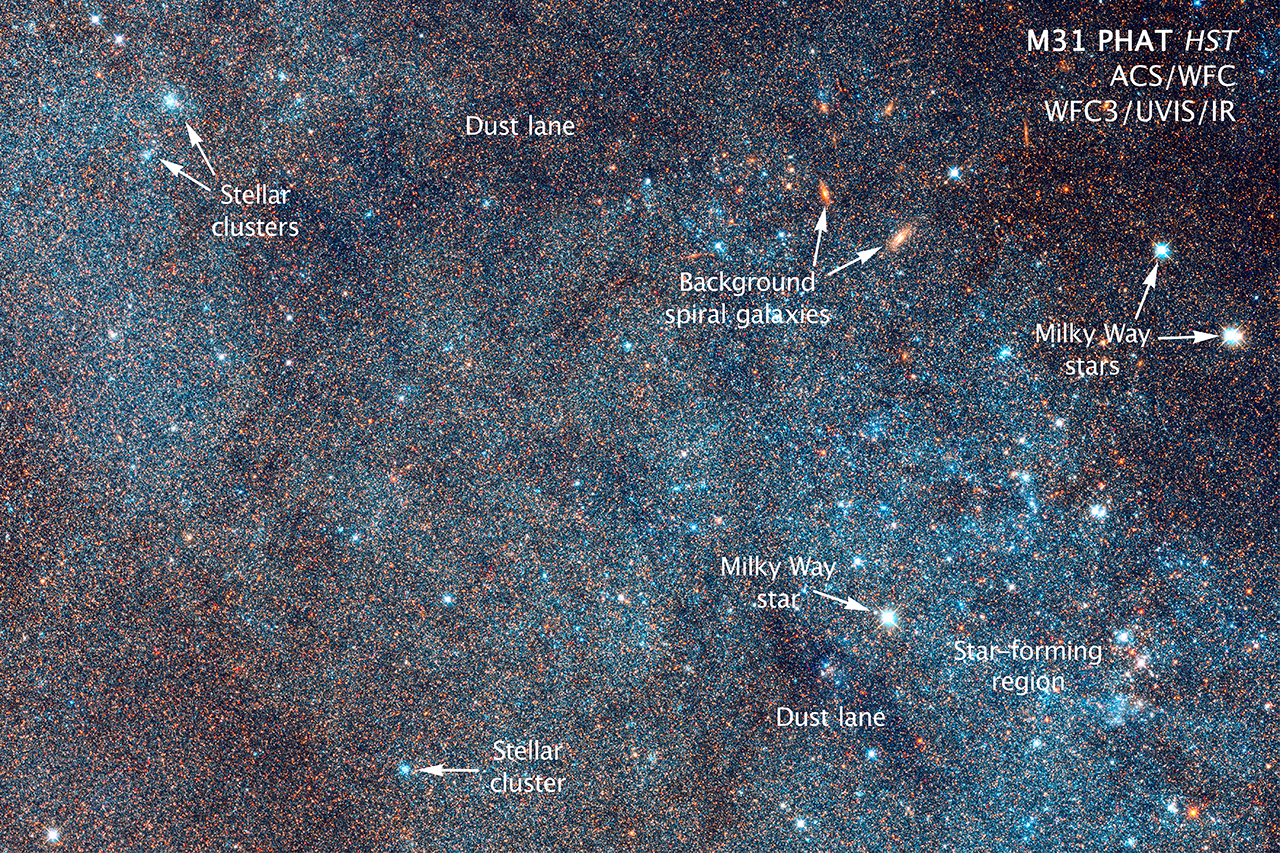 M31 PHAT HST
ACS/WFC
WFC3/UVIS/IR
Dust lane
Stellar
clusters
Background
spiral galaxies
Milky Way
stars
Milky Way
star
Star-forming
region
Dust lane
Stellar
cluster